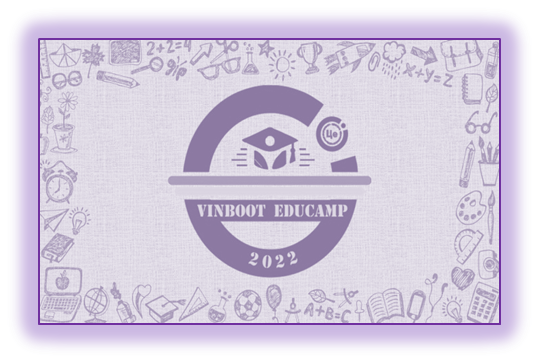 2+2=4
x+y=z
VINBOOT EDUCAMP
2022
A+B=C